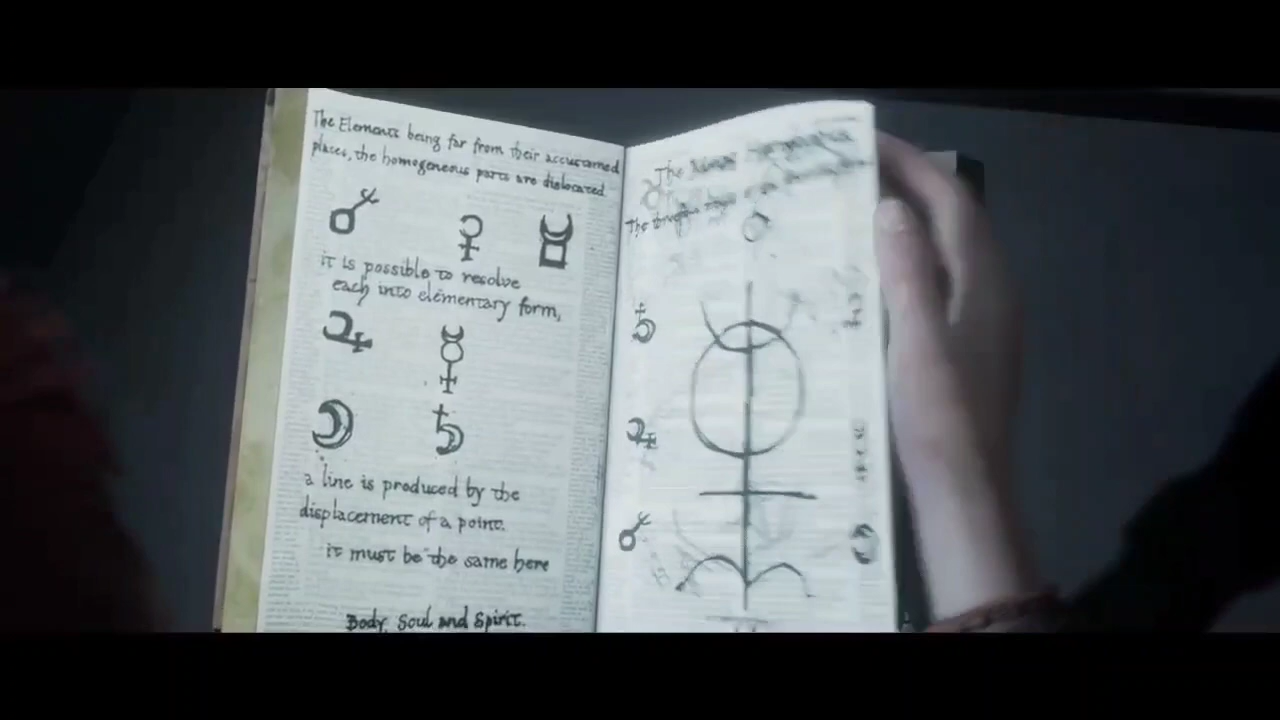 The Elements being far from their accustomed
places, the homogeneous parts are dislocated
it is possible to resolve
each into elementary form,
a line is produced by the
displacement of a point.
it must be the same here
Body, Soul and Spirit.
The
The